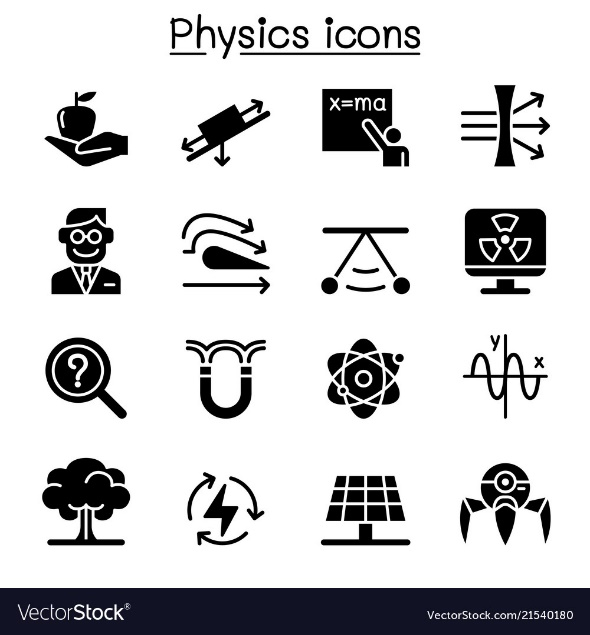 Physics icons
x=ma
?
y
x
VectorStock®
VectorStock.com/21540180